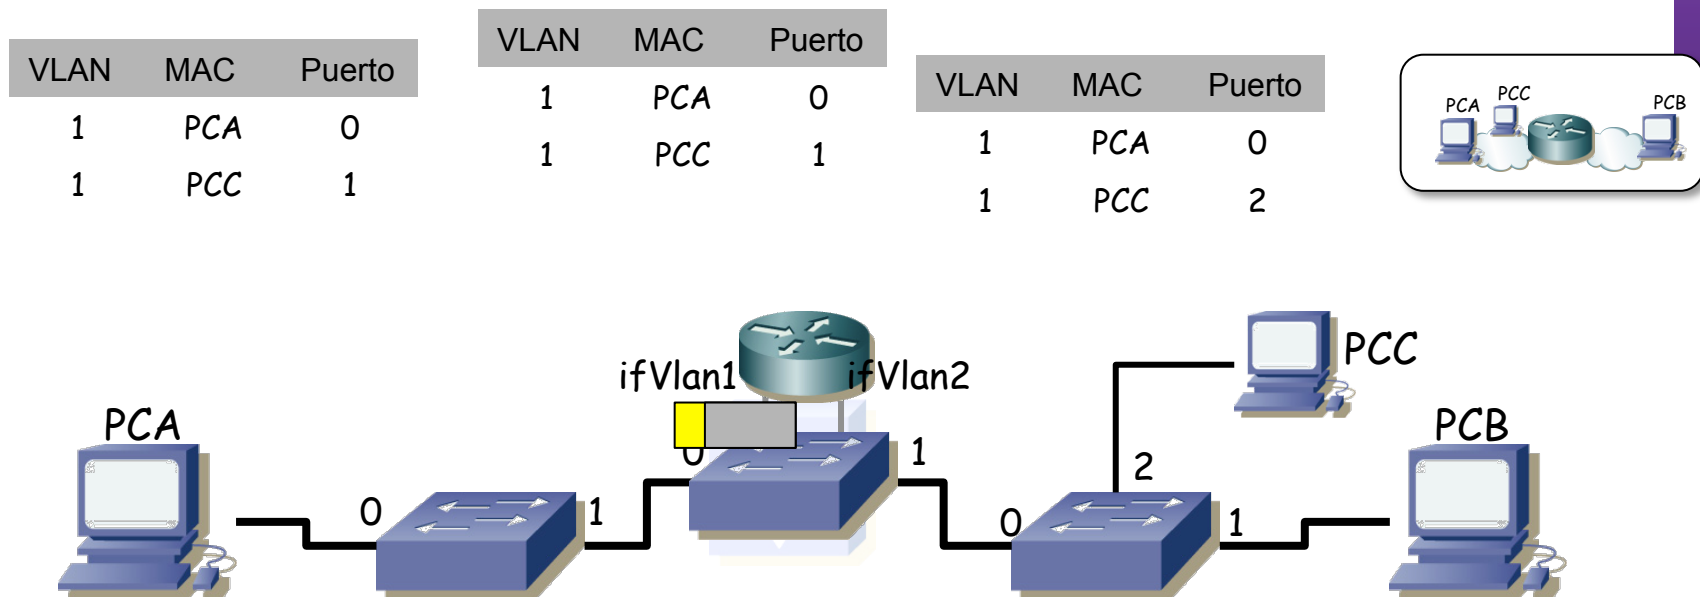 VLAN MAC Puerto
1 PCA 0
1 PCC 1
VLAN MAC Puerto
1 PCA 0
1 PCC 1
VLAN MAC Puerto
1 PCA 0
1 PCC 2
PCA PCC PCB
ifVlan1 ifVlan2
PCC
PCA
PCB
0 1
0 1
2
0 1